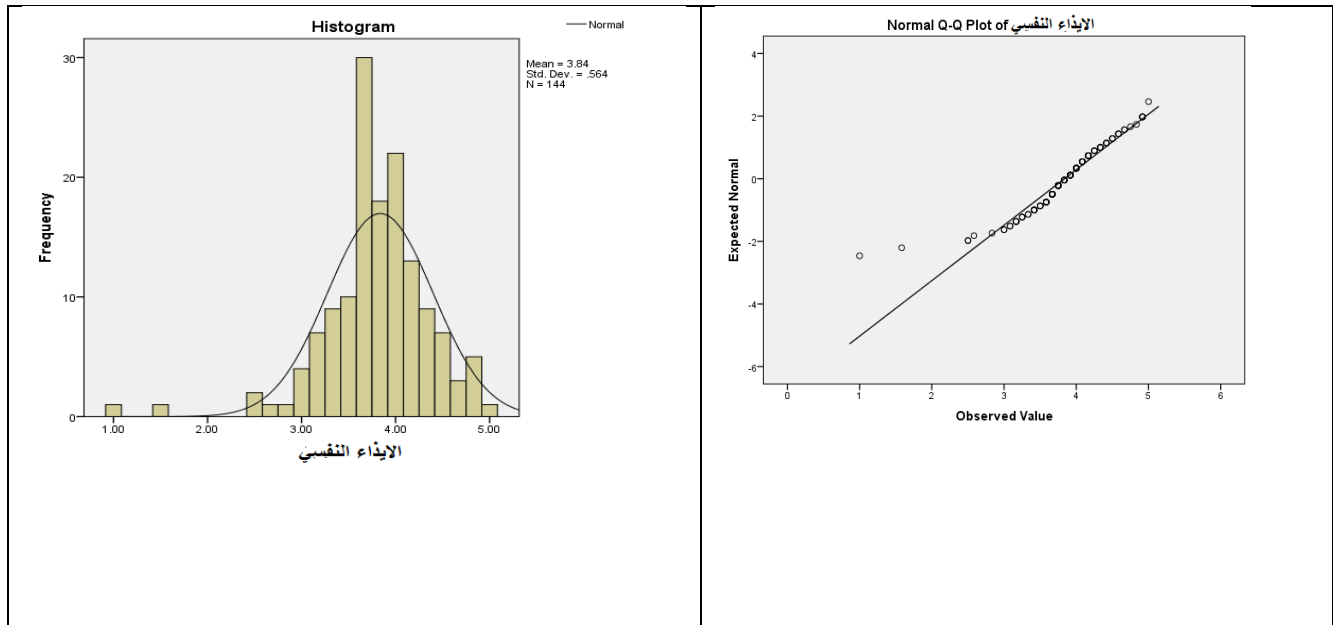 Histogram
Normal
Mean = 3.84
Std. Dev. = .564
N = 144
Frequency
30
20
10
0
1.00 2.00 3.00 4.00 5.00
الايذاء النفسي
Normal Q-Q Plot of الايذاء النفسي
Expected Normal
4
2
0
-2
-4
-6
0 1 2 3 4 5 6
Observed Value